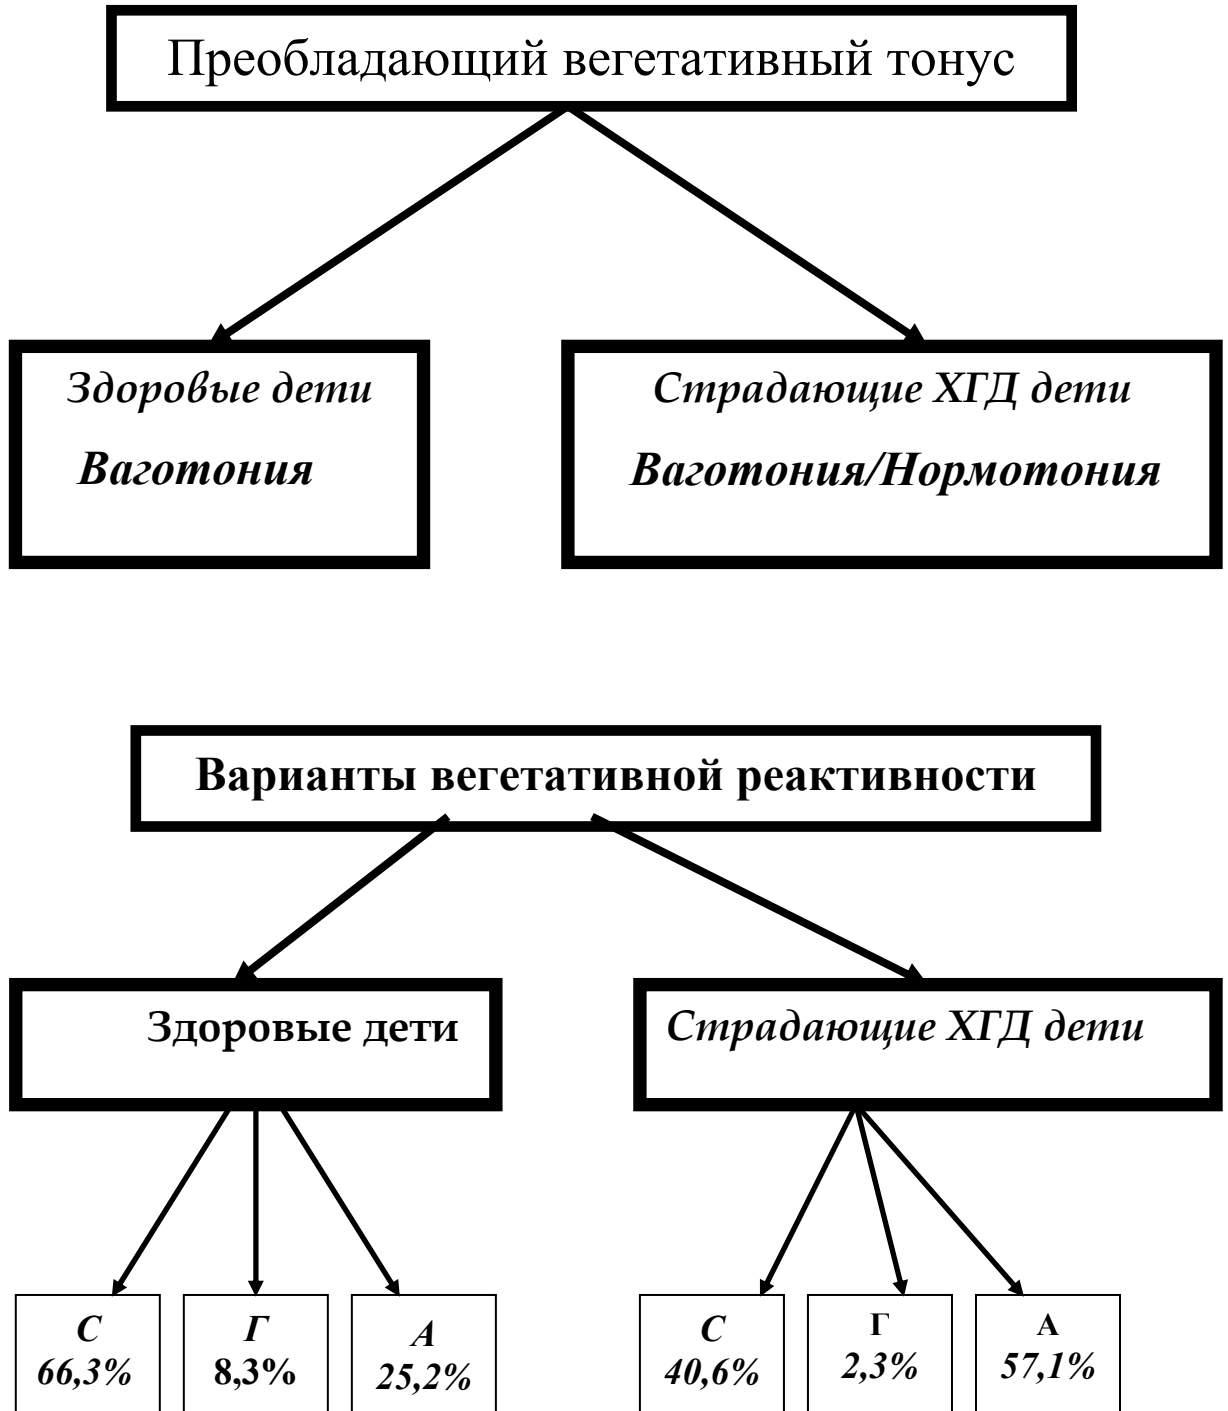 Преобладающий вегетативный тонус
Здоровые дети
Ваготония
Страдающие ХГД дети
Ваготония/Нормотония
Варианты вегетативной реактивности
Здоровые дети
Страдающие ХГД дети
С
66,3%
Г
8,3%
А
25,2%
С
40,6%
Г
2,3%
А
57,1%